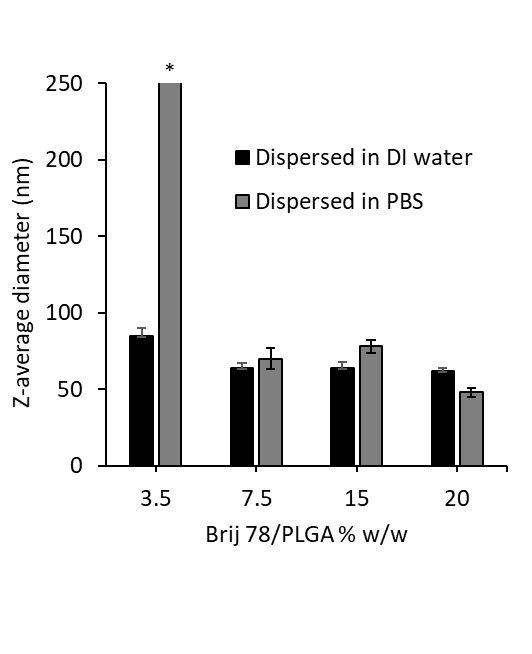 *
250
200
150
100
50
0
Z-average diameter (nm)
Dispersed in DI water
Dispersed in PBS
3.5 7.5 15 20
Brij 78/PLGA % w/w